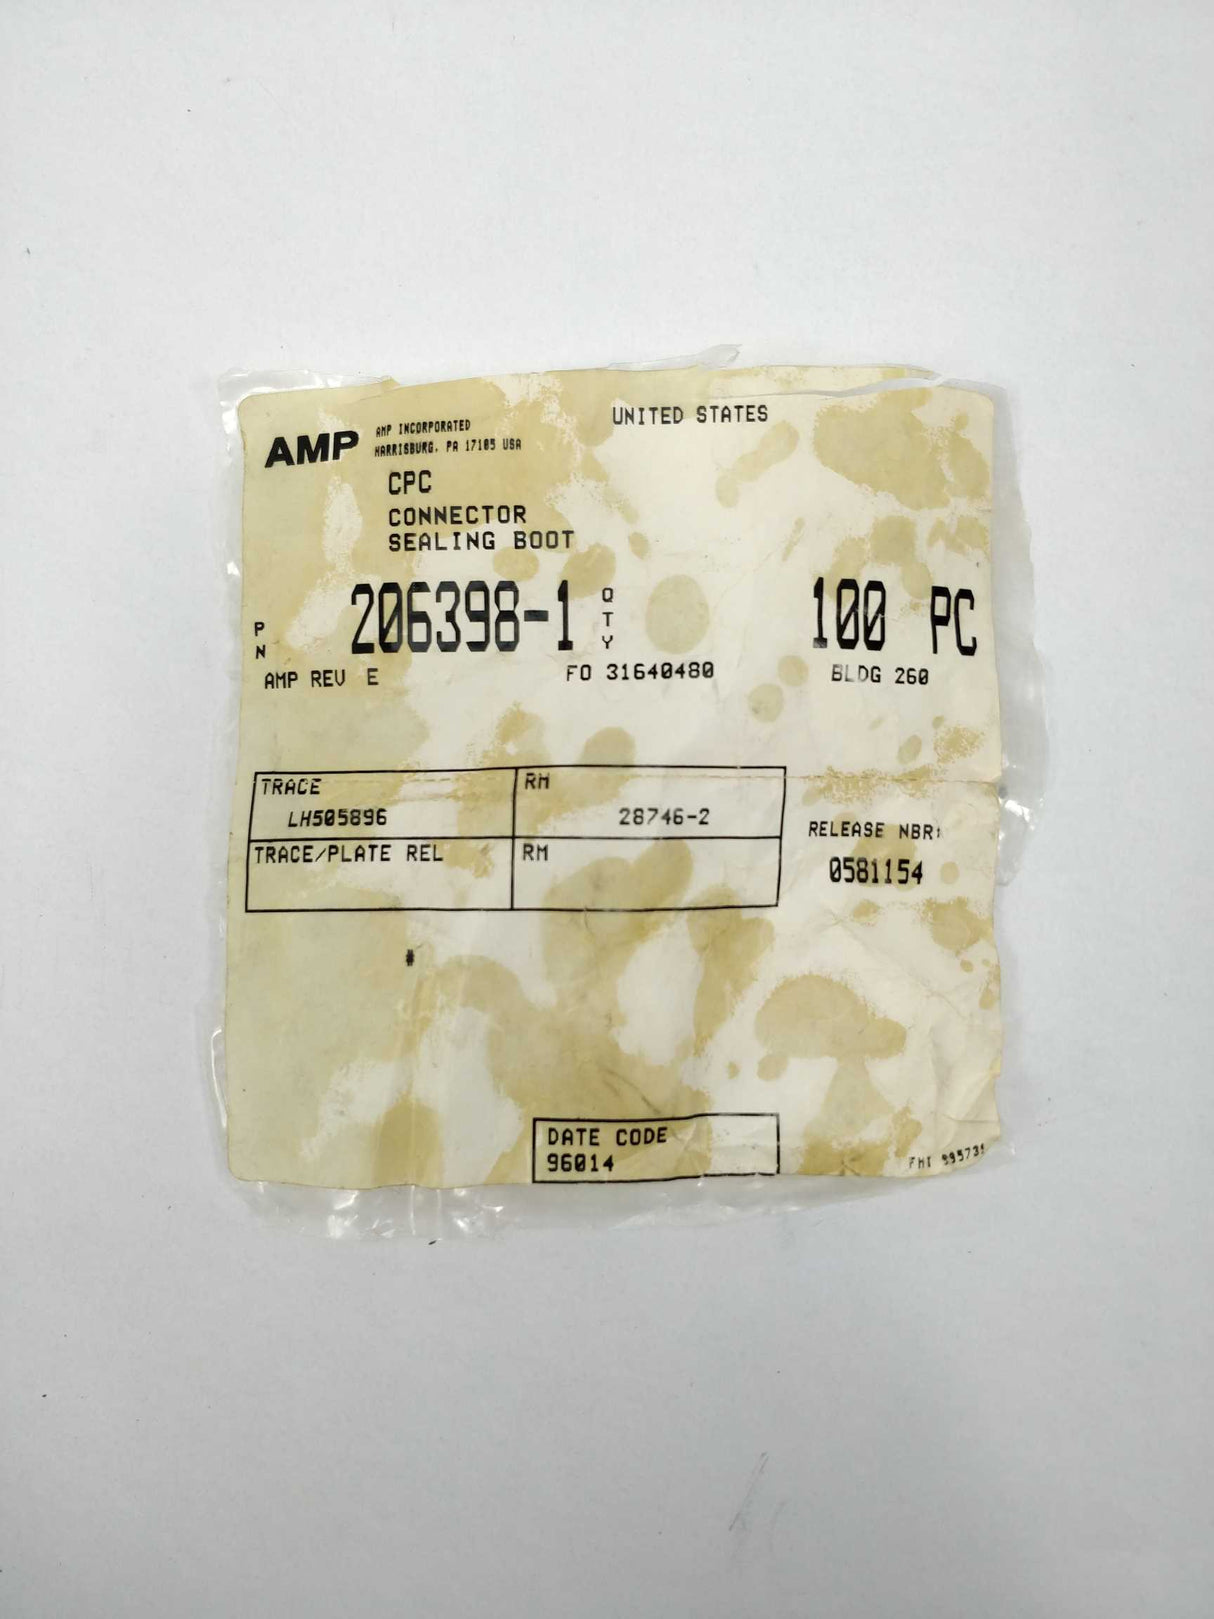 UNITED STATES
AMP AMP INCORPORATED
HARRISBURG, PA 17105 USA
CPC
CONNECTOR
SEALING BOOT
PN 206398-1 QTY 100 PC
AMP REV E FO 31640480 BLDG 260
TRACE RM
LH505896 28746-2
RELEASE NBR:
TRACE/PLATE REL RM
0581154
#
DATE CODE
96014